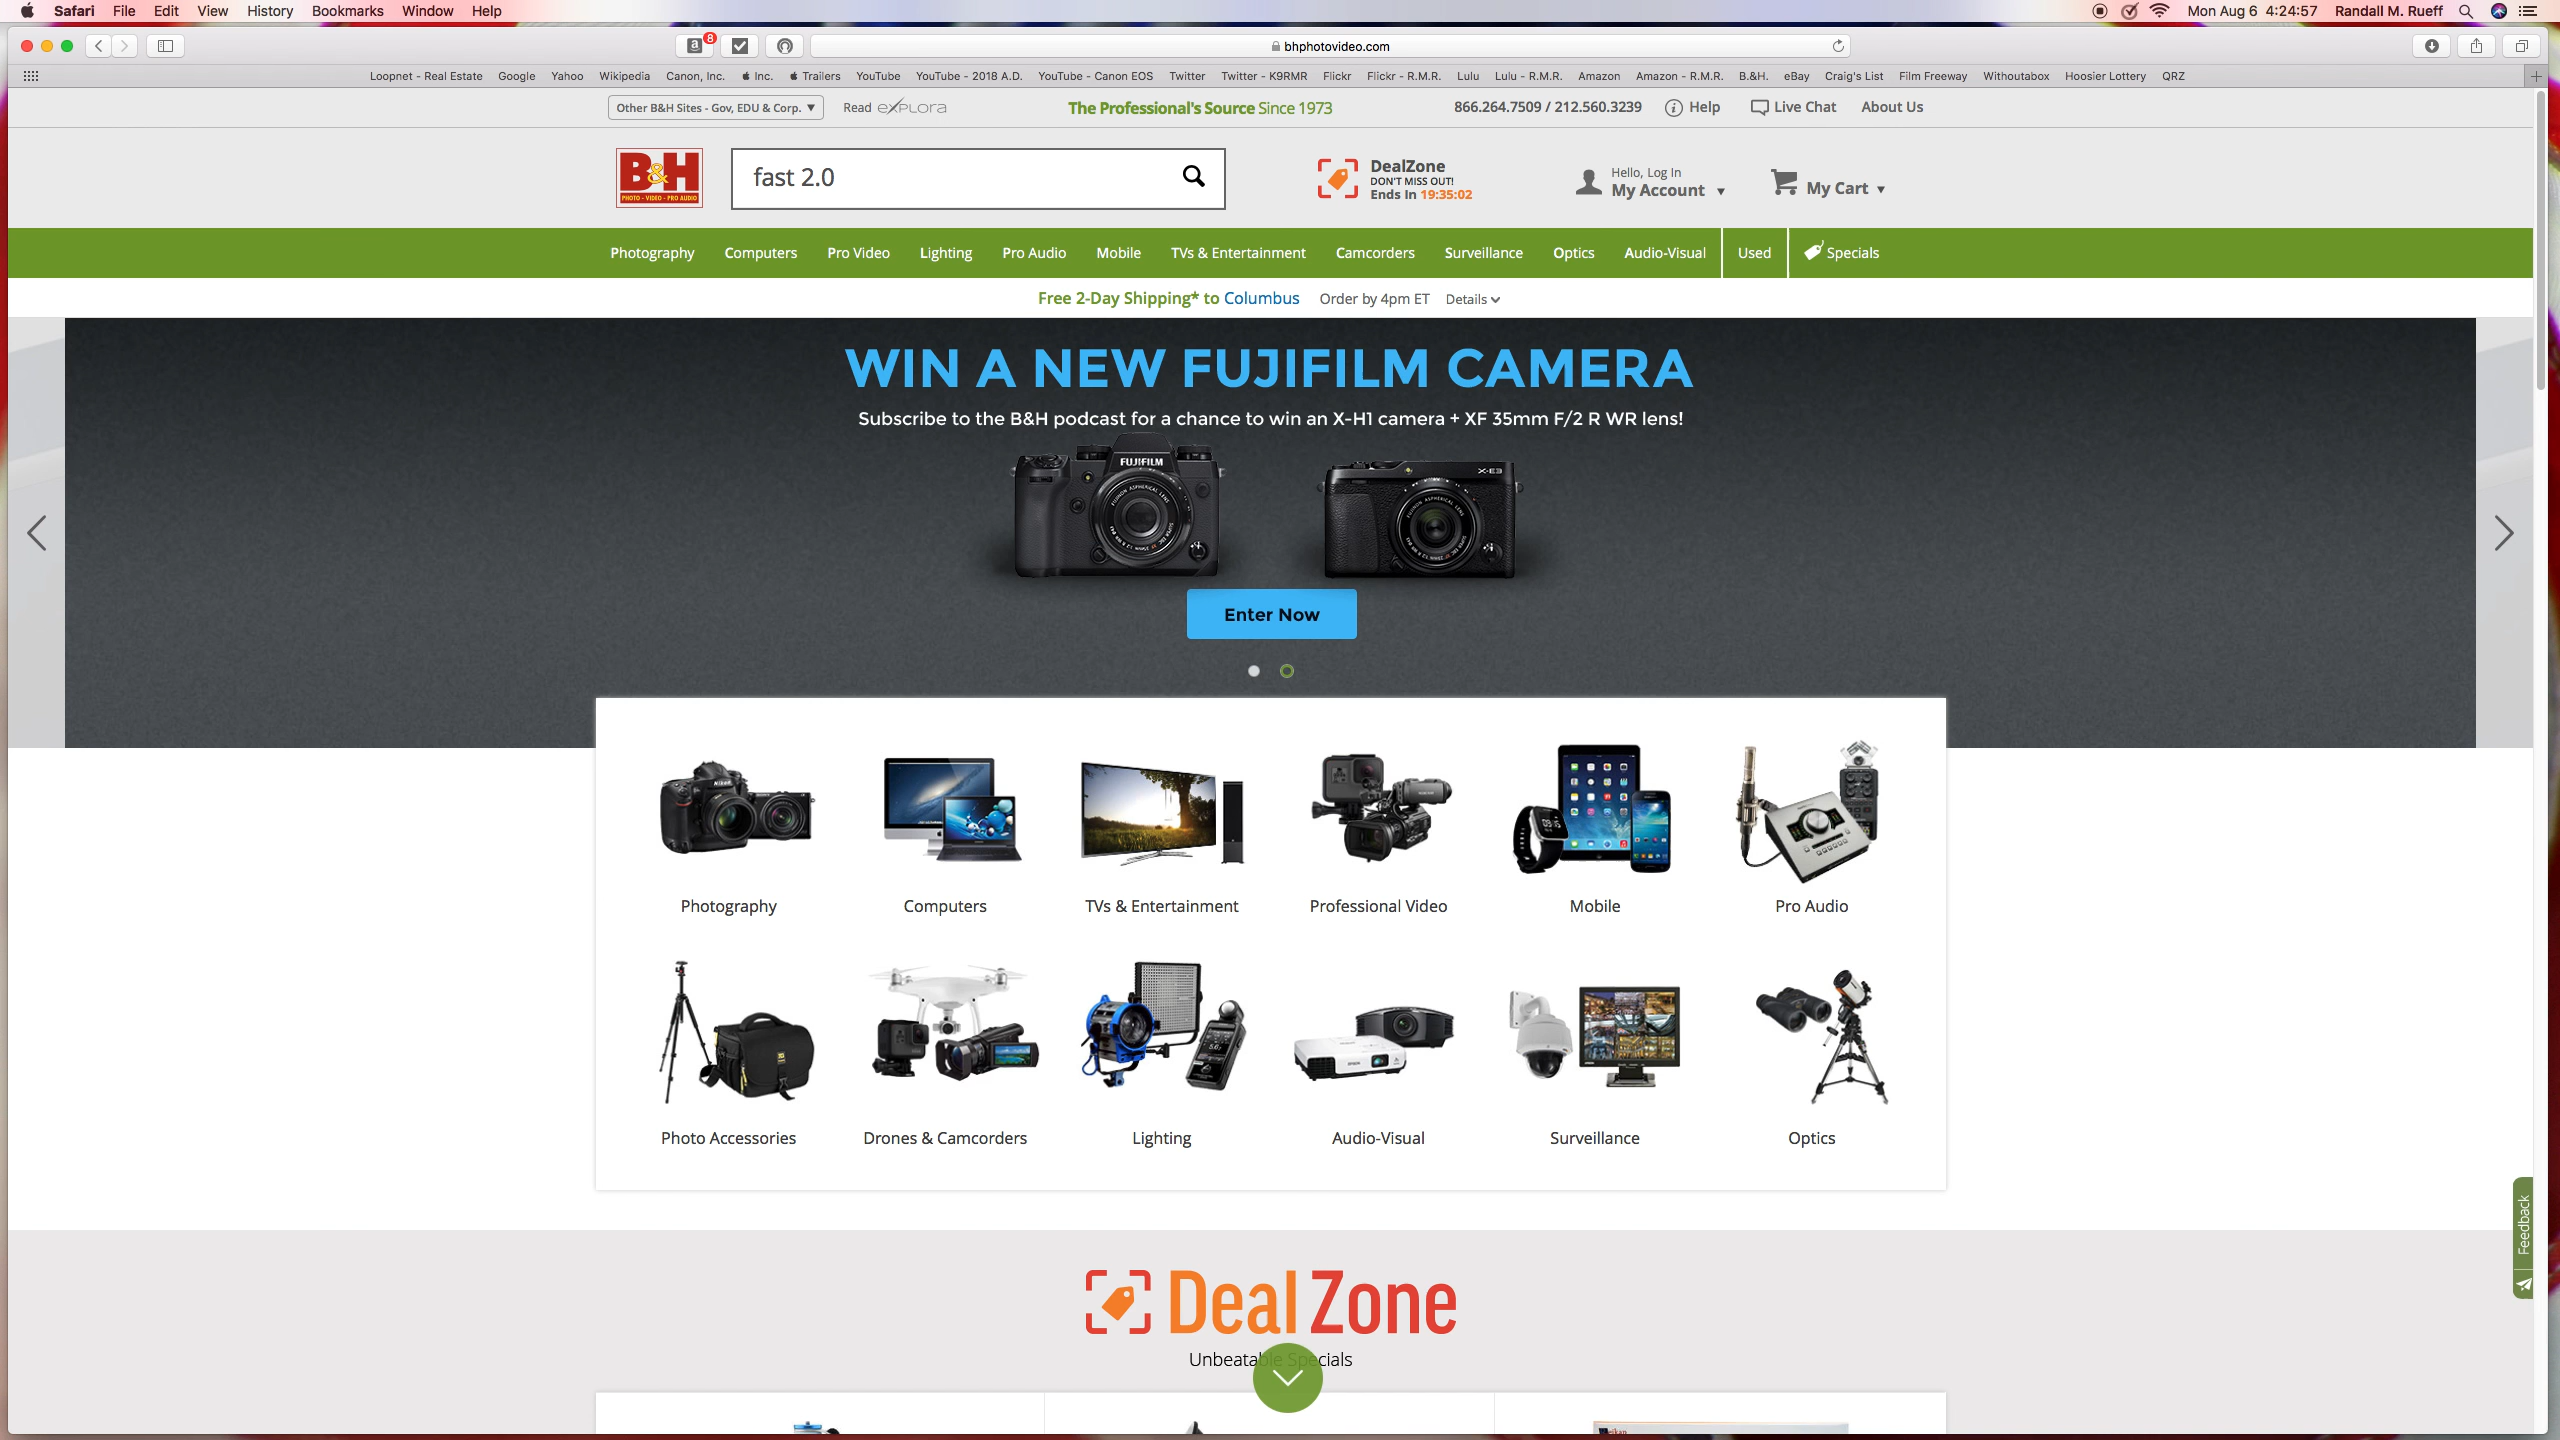 Safari File Edit View History Bookmarks Window Help Mon Aug 6 4:24:57 Randall M. Rueff
8
bhphotovideo.com
Loopnet - Real Estate Google Yahoo Wikipedia Canon, Inc. Inc. Trailers YouTube YouTube - 2018 A.D. YouTube - Canon EOS Twitter Twitter - K9RMR Flickr Flickr - R.M.R. Lulu Lulu - R.M.R. Amazon Amazon - R.M.R. B.&H. eBay Craig's List Film Freeway Withoutabox Hoosier Lottery QRZ
Other B&H Sites - Gov, EDU & Corp. Read eXPLORA The Professional's Source Since 1973 866.264.7509 / 212.560.3239 Help Live Chat About Us
B&H
PHOTO - VIDEO - PRO AUDIO
fast 2.0
DealZone
DON'T MISS OUT!
Ends In 19:35:02
Hello, Log In
My Account
My Cart
Photography Computers Pro Video Lighting Pro Audio Mobile TVs & Entertainment Camcorders Surveillance Optics Audio-Visual Used Specials
Free 2-Day Shipping* to Columbus Order by 4pm ET Details
WIN A NEW FUJIFILM CAMERA
Subscribe to the B&H podcast for a chance to win an X-H1 camera + XF 35mm F/2 R WR lens!
FUJIFILM
X-E3
Enter Now
Photography Computers TVs & Entertainment Professional Video Mobile Pro Audio
Photo Accessories Drones & Camcorders Lighting Audio-Visual Surveillance Optics
Feedback
Deal Zone
Unbeatable Specials